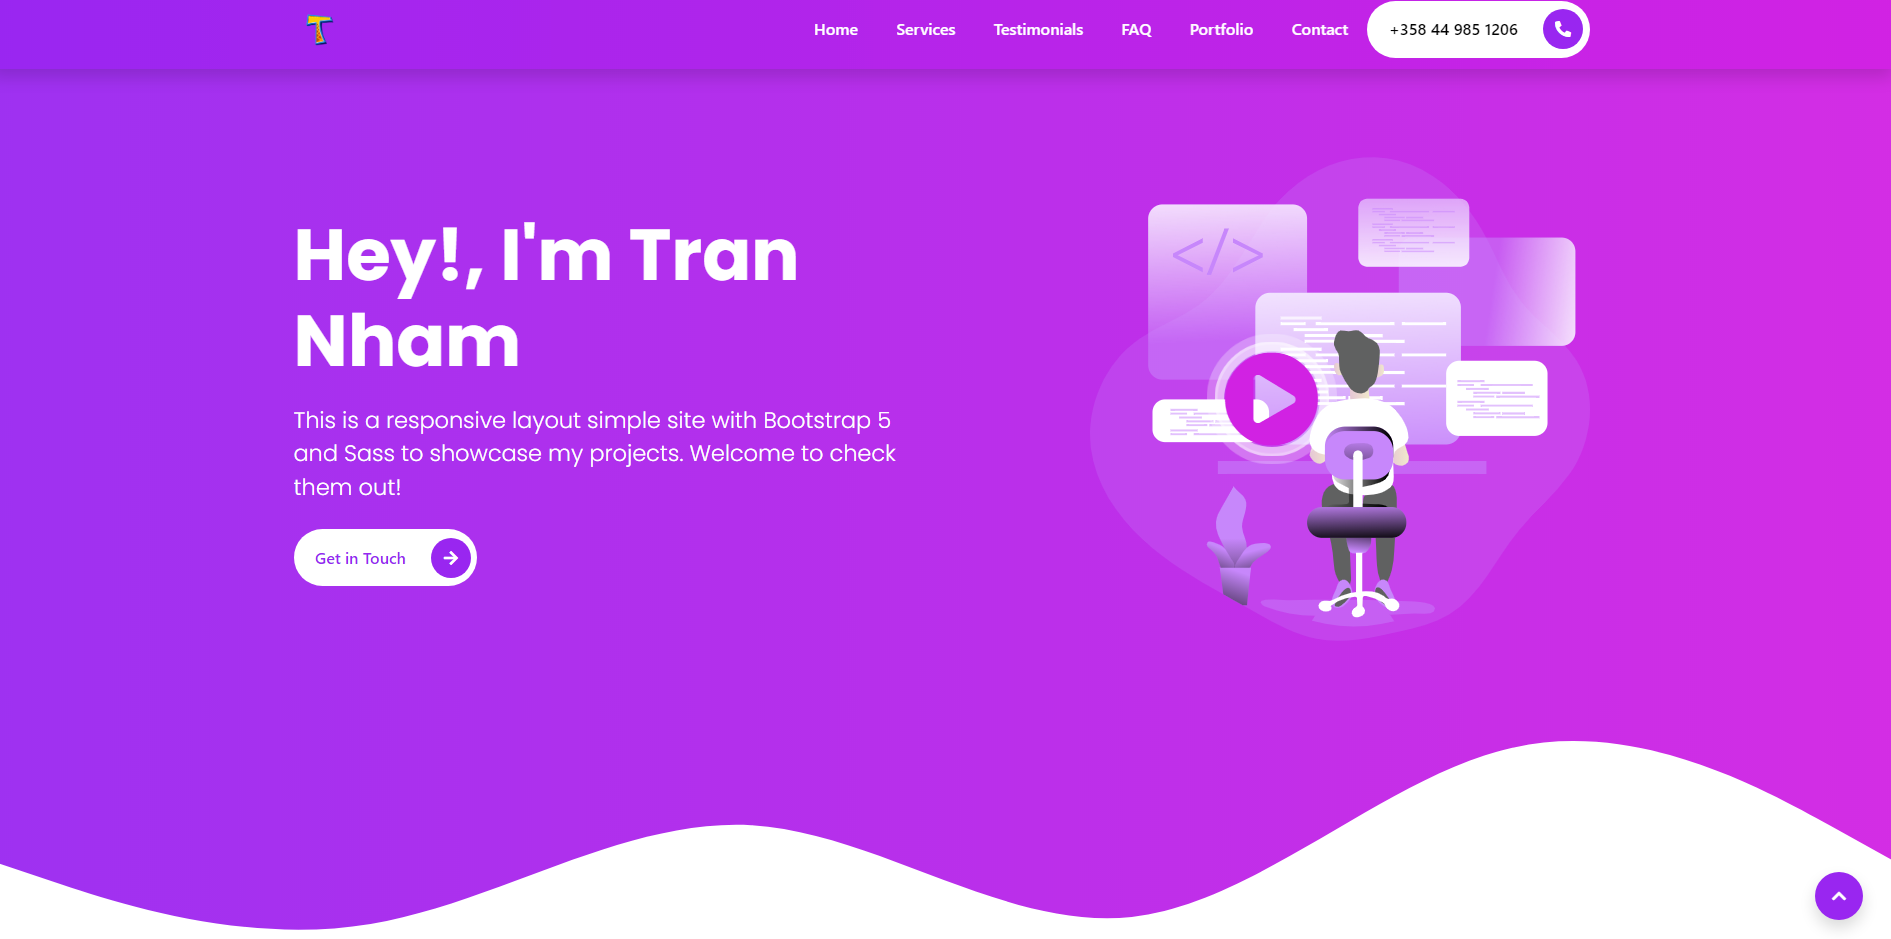 T
Home Services Testimonials FAQ Portfolio Contact +358 44 985 1206
Hey!, I'm Tran
Nham
This is a responsive layout simple site with Bootstrap 5
and Sass to showcase my projects. Welcome to check
them out!
Get in Touch
</>